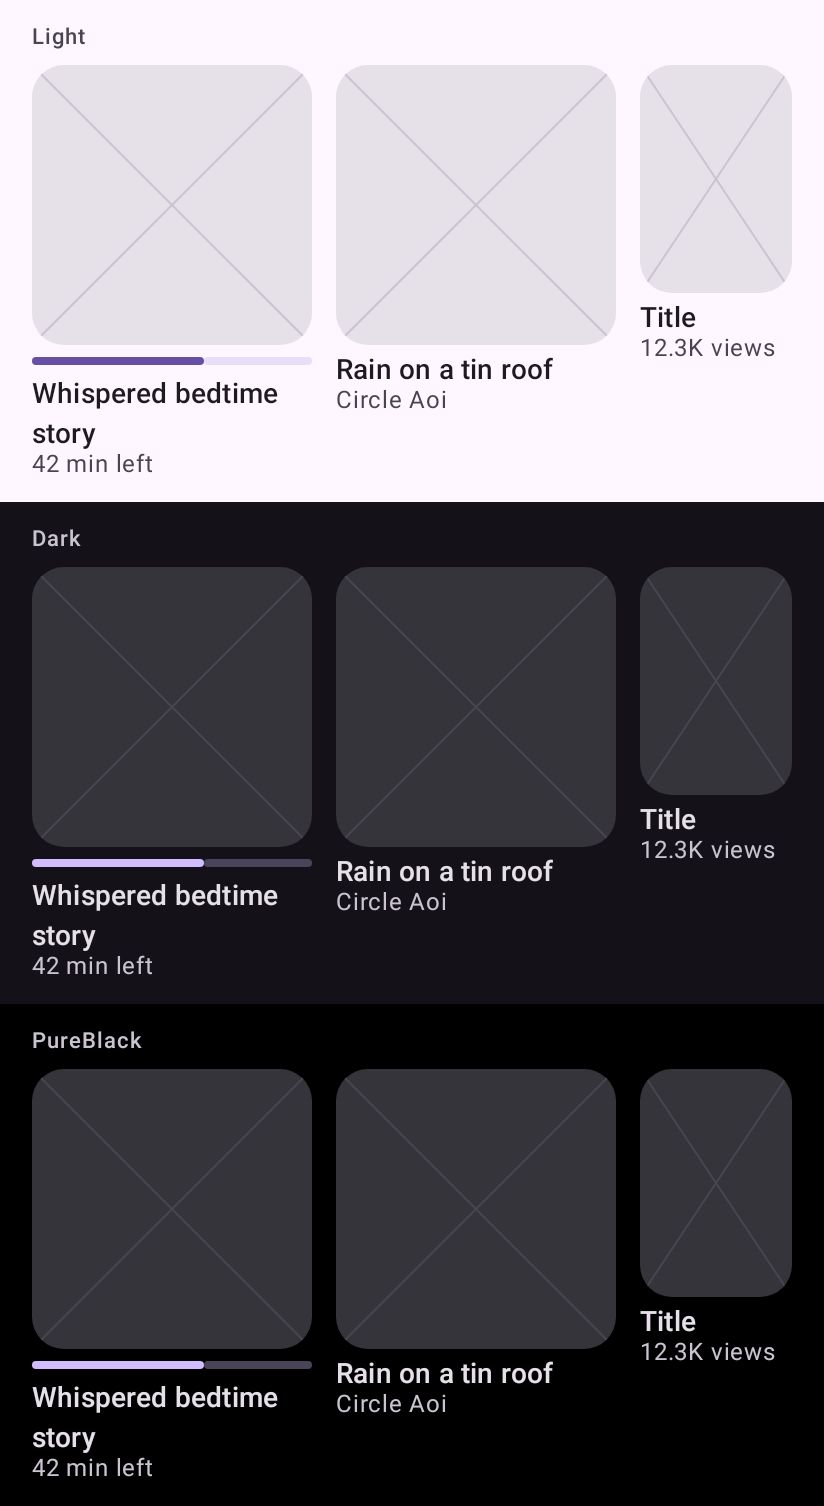 Light
Whispered bedtime
story
42 min left
Rain on a tin roof
Circle Aoi
Title
12.3K views
Dark
Whispered bedtime
story
42 min left
Rain on a tin roof
Circle Aoi
Title
12.3K views
PureBlack
Whispered bedtime
story
42 min left
Rain on a tin roof
Circle Aoi
Title
12.3K views